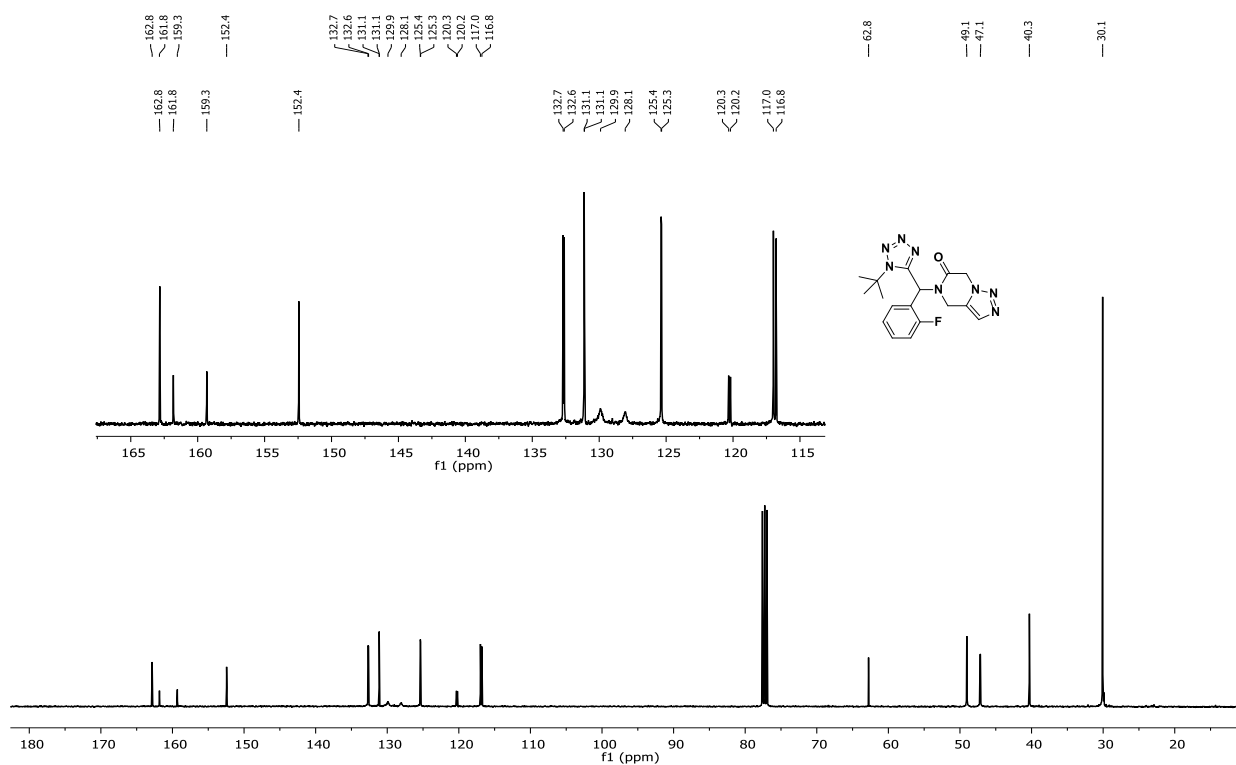 162.8 161.8 159.3 152.4 132.7 132.6 131.1 131.1 129.9 128.1 125.4 125.3 120.3 120.2 117.0 116.8 62.8 49.1 47.1 40.3 30.1
162.8 161.8 159.3 152.4 132.7 132.6 131.1 131.1 129.9 128.1 125.4 125.3 120.3 120.2 117.0 116.8
N
N N
N O
N N N
N
F
165 160 155 150 145 140 135 130 125 120 115
f1 (ppm)
180 170 160 150 140 130 120 110 100 90 80 70 60 50 40 30 20
f1 (ppm)